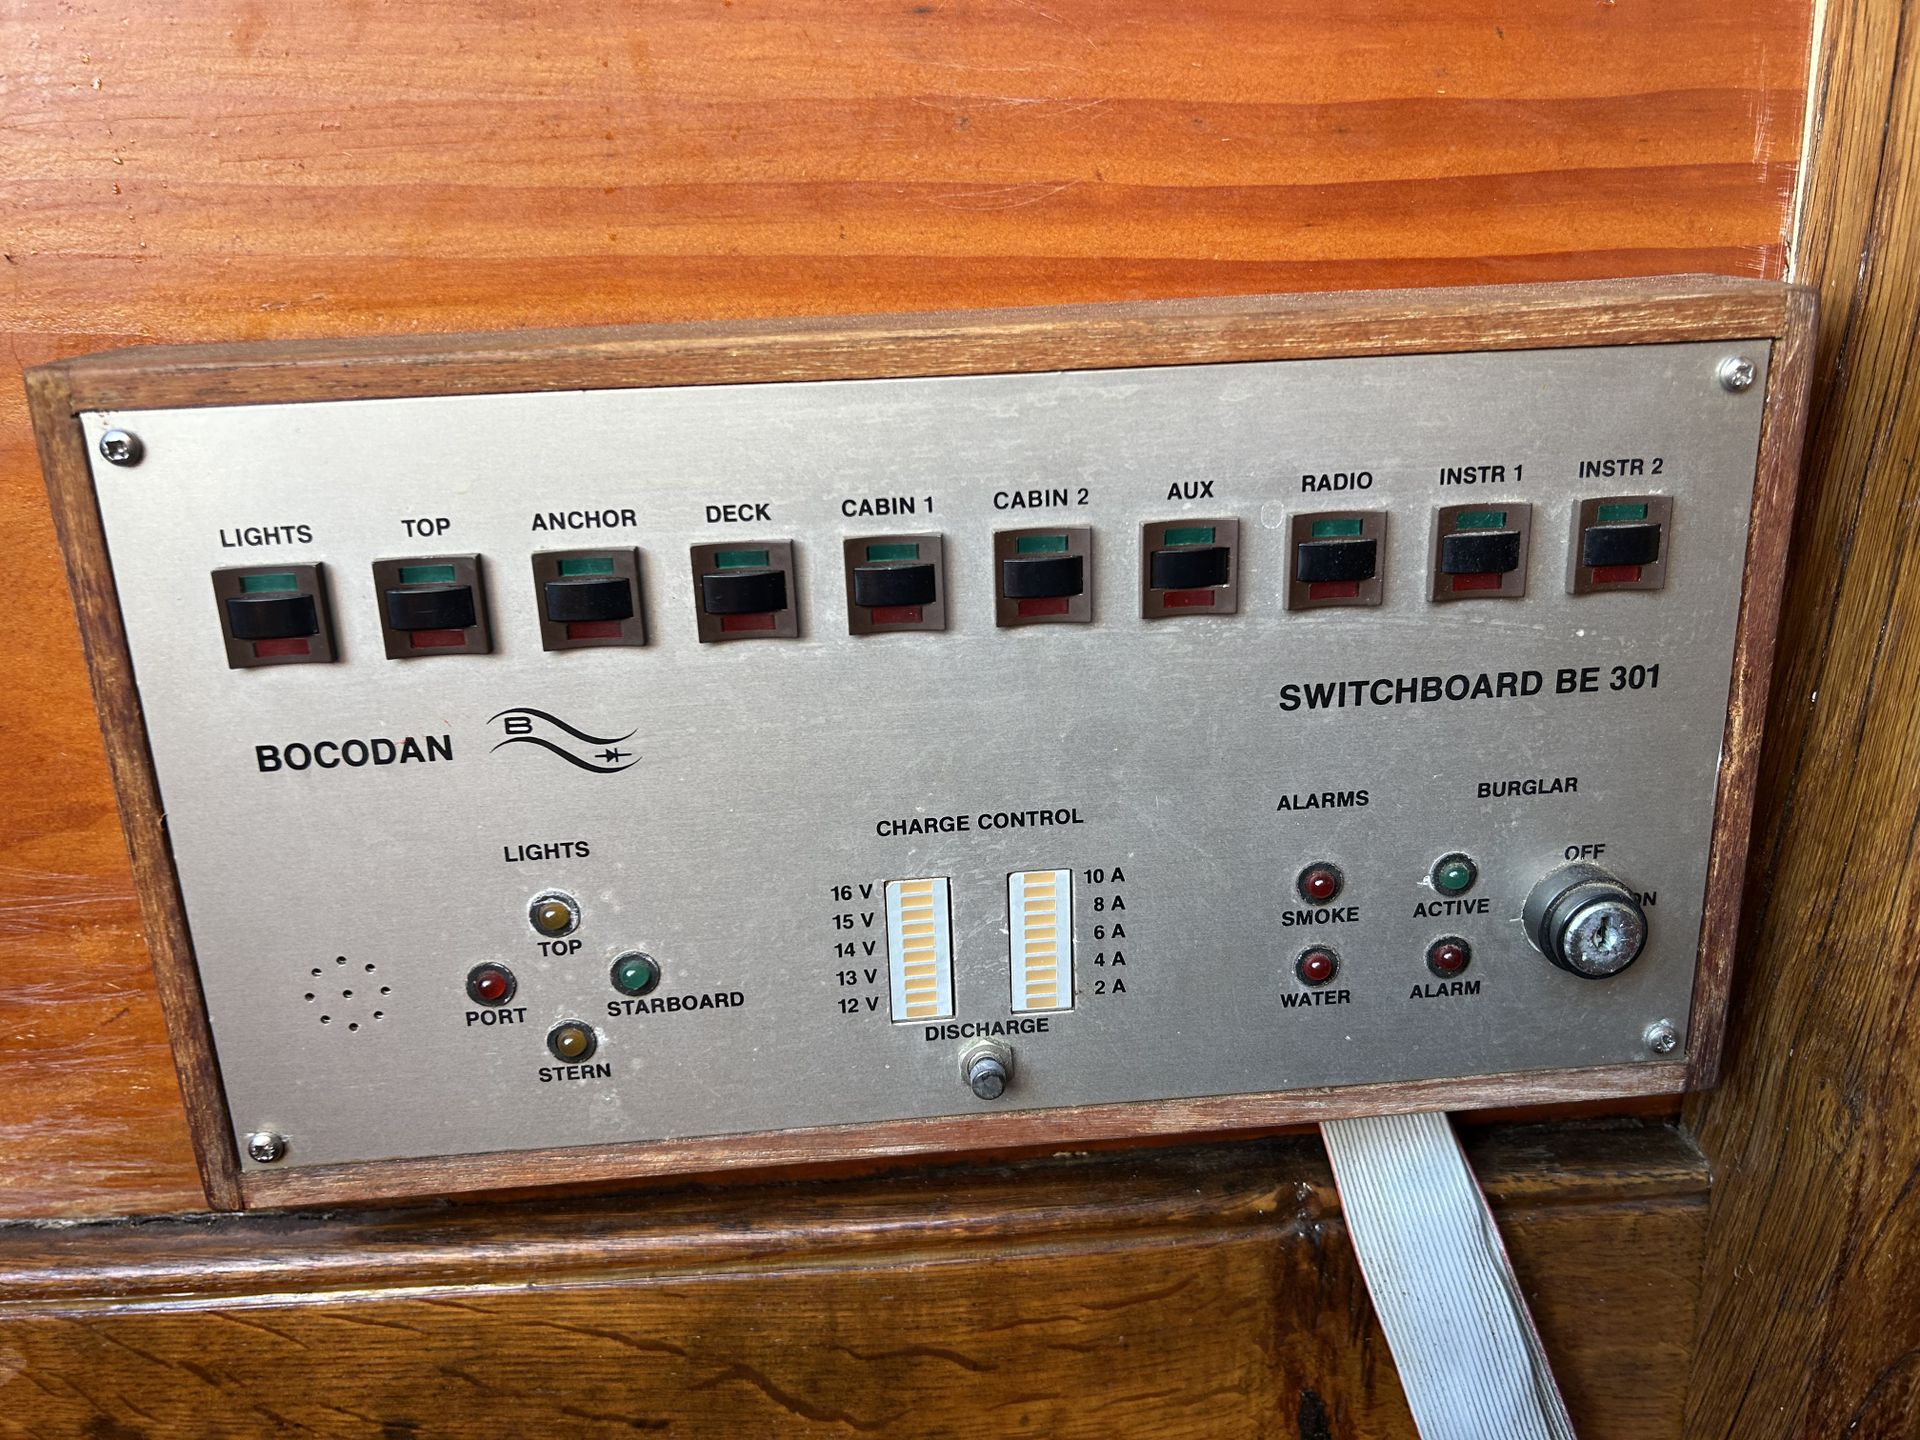 LIGHTS TOP ANCHOR DECK CABIN 1 CABIN 2 AUX RADIO INSTR 1 INSTR 2
BOCODAN B
SWITCHBOARD BE 301
LIGHTS
TOP
PORT
STARBOARD
STERN
CHARGE CONTROL
16 V 10 A
15 V 8 A
14 V 6 A
13 V 4 A
12 V 2 A
DISCHARGE
ALARMS
SMOKE
WATER
BURGLAR
ACTIVE
ALARM
OFF
ON